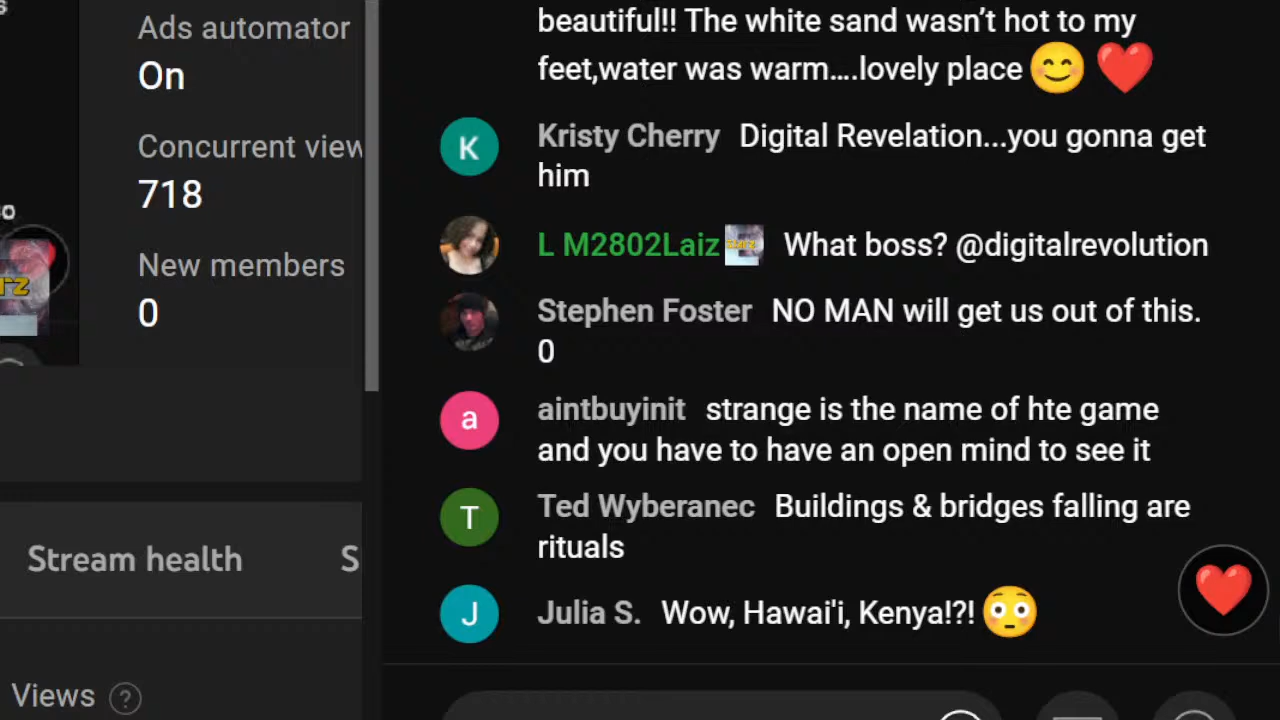 Ads automator
On
Concurrent view
718
New members
0
Stream health
S
Views ?
beautiful!! The white sand wasn’t hot to my
feet,water was warm....lovely place 😊 ❤️
K Kristy Cherry Digital Revelation...you gonna get
him
L M2802Laiz What boss? @digitalrevolution
Stephen Foster NO MAN will get us out of this.
0
a aintbuyinit strange is the name of hte game
and you have to have an open mind to see it
T Ted Wyberanec Buildings & bridges falling are
rituals
J Julia S. Wow, Hawai'i, Kenya!?! 😳